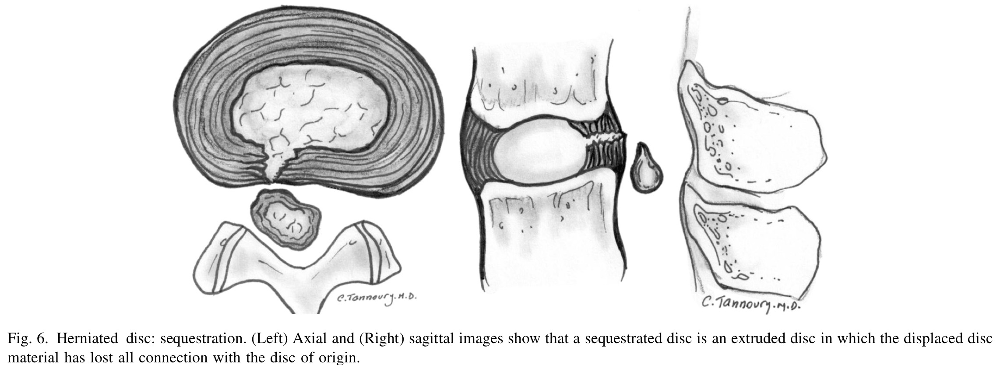 C.Tannoury.M.D.
C.Tannoury.M.D.
Fig. 6. Herniated disc: sequestration. (Left) Axial and (Right) sagittal images show that a sequestrated disc is an extruded disc in which the displaced disc
material has lost all connection with the disc of origin.